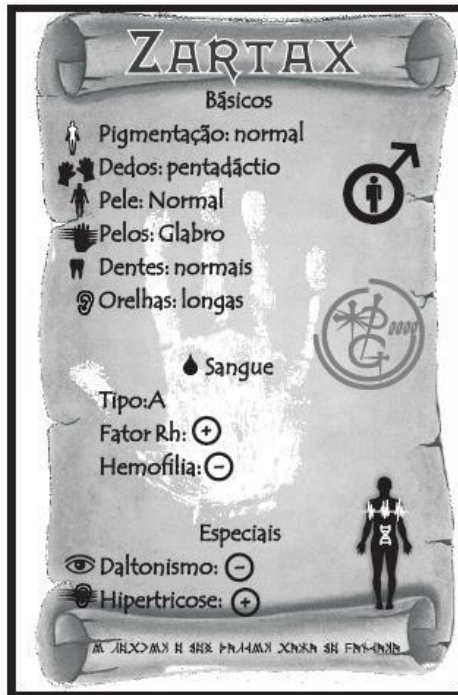 ZARTAX
Básicos
Pigmentação: normal
Dedos: pentadáctio
Pele: Normal
Pelos: Glabro
Dentes: normais
Orelhas: longas
Sangue
Tipo:A
Fator Rh: +
Hemofilia: -
Especiais
Daltonismo: -
Hipertricose: +